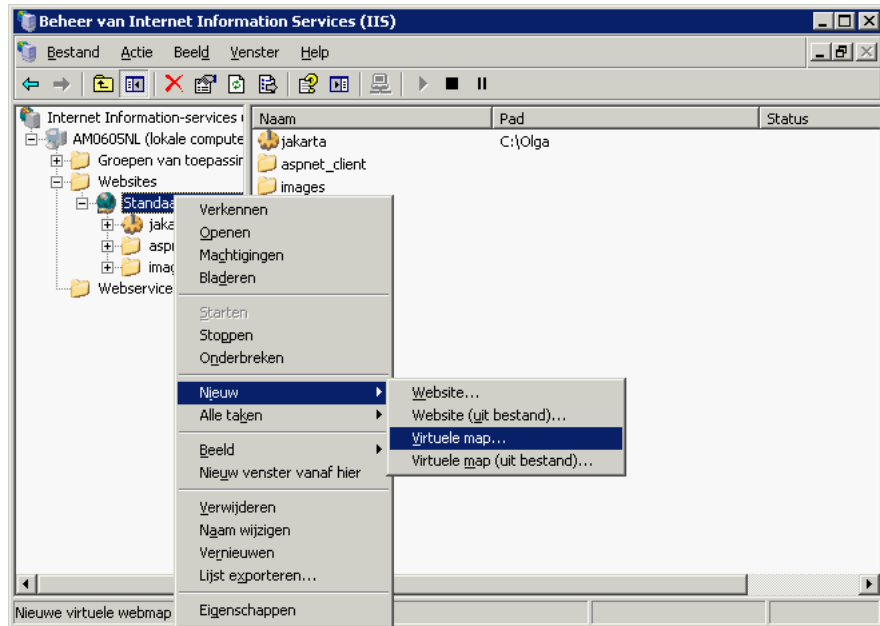 Beheer van Internet Information Services (IIS)
Bestand Actie Beeld Venster Help
Internet Information-services
AM0605NL (lokale compute
Groepen van toepassir
Websites
Standaa
jaka
asp
imag
Webservice
Naam Pad Status
jakarta C:\Olga
aspnet_client
images
Verkennen
Openen
Machtigingen
Bladeren
Starten
Stoppen
Onderbreken
Nieuw
Alle taken
Beeld
Nieuw venster vanaf hier
Verwijderen
Naam wijzigen
Vernieuwen
Lijst exporteren...
Eigenschappen
Website...
Website (uit bestand)...
Virtuele map...
Virtuele map (uit bestand)...
Nieuwe virtuele webmap